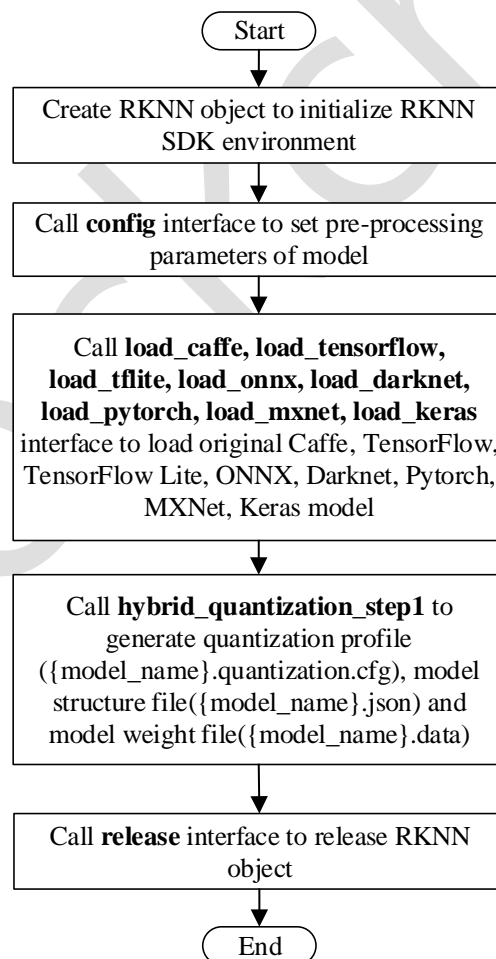 Start
Create RKNN object to initialize RKNN
SDK environment
Call config interface to set pre-processing
parameters of model
Call load_caffe, load_tensorflow,
load_tflite, load_onnx, load_darknet,
load_pytorch, load_mxnet, load_keras
interface to load original Caffe, TensorFlow,
TensorFlow Lite, ONNX, Darknet, Pytorch,
MXNet, Keras model
Call hybrid_quantization_step1 to
generate quantization profile
({model_name}.quantization.cfg), model
structure file({model_name}.json) and
model weight file({model_name}.data)
Call release interface to release RKNN
object
End